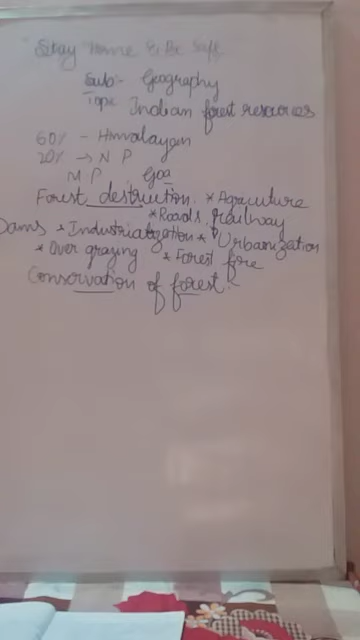 Stay Home & Be Safe
Sub:- Geography
Topic Indian forest resources
60% - Himalayan
20% → N P
M P Goa
Forest destruction. * Agriculture
* Roads, railway
Dams * Industrialization * Urbanization
* Over grazing * Forest fire
Conservation of forest.